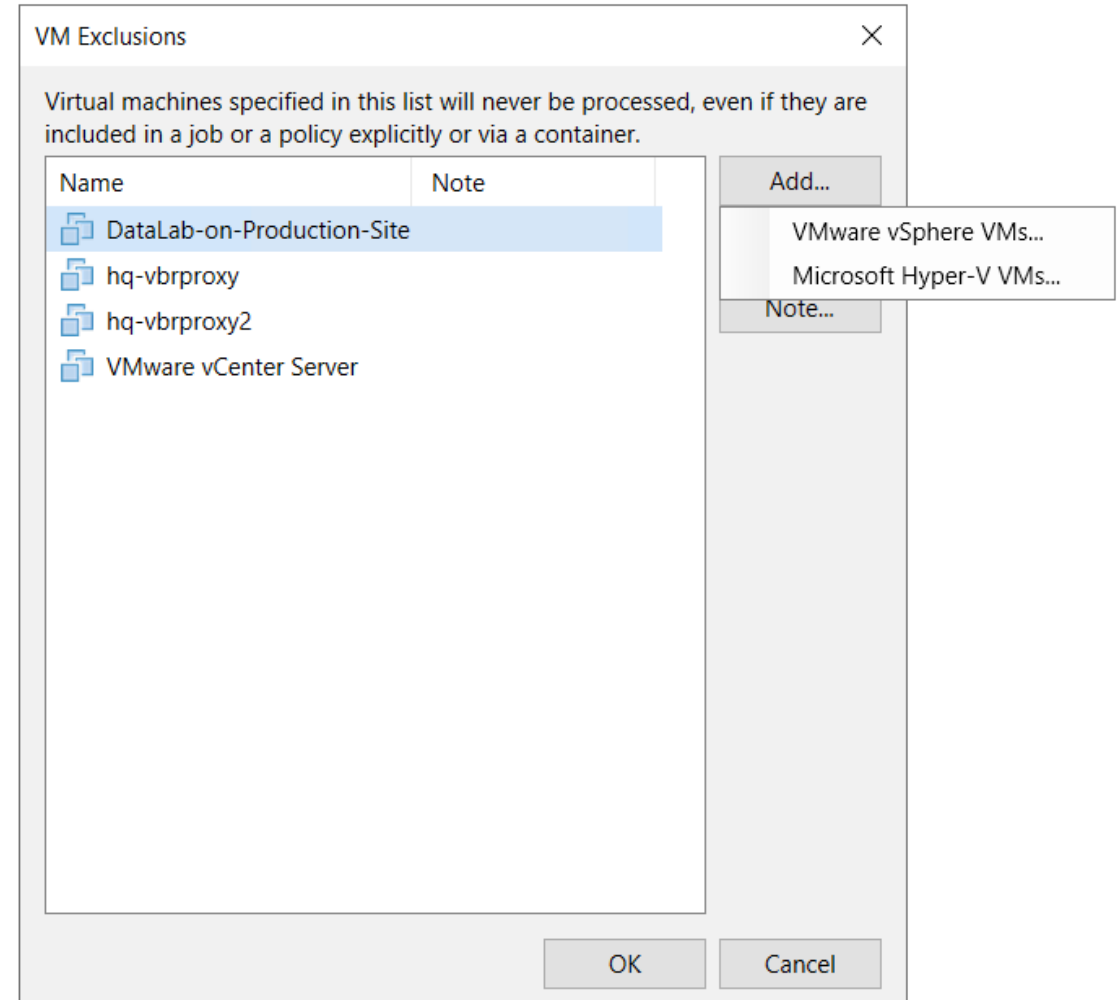 VM Exclusions
Virtual machines specified in this list will never be processed, even if they are
included in a job or a policy explicitly or via a container.
Name Note
DataLab-on-Production-Site
hq-vbrproxy
hq-vbrproxy2
VMware vCenter Server
Add...
VMware vSphere VMs...
Microsoft Hyper-V VMs...
Note...
OK Cancel